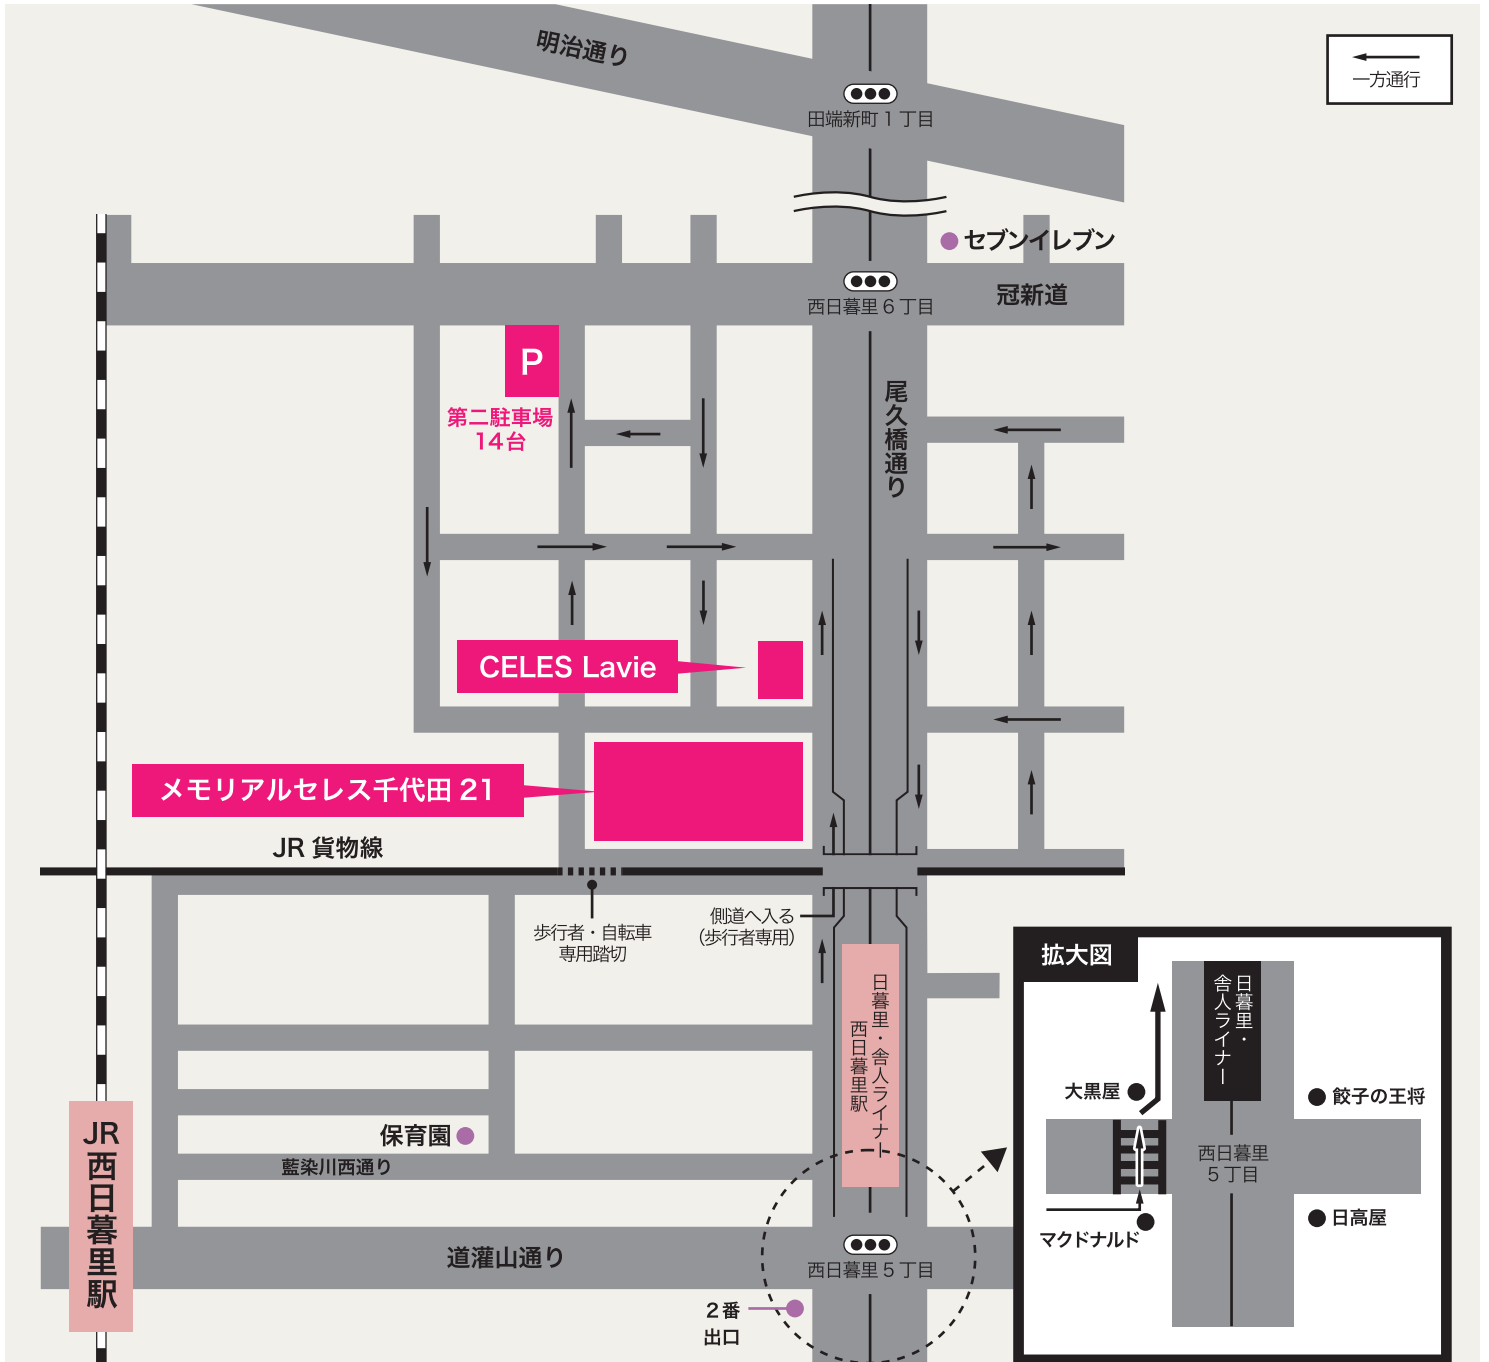 明治通り
一方通行
田端新町1丁目
セブンイレブン
西日暮里6丁目
冠新道
P
第二駐車場
14台
尾久橋通り
CELES Lavie
メモリアルセレス千代田 21
JR 貨物線
歩行者・自転車
専用踏切
側道へ入る
(歩行者専用)
日暮里・舎人ライナー
西日暮里駅
保育園
藍染川西通り
JR西日暮里駅
道灌山通り
西日暮里5丁目
2番
出口
拡大図
日暮里・
舎人ライナー
大黒屋
餃子の王将
西日暮里
5丁目
マクドナルド
日高屋